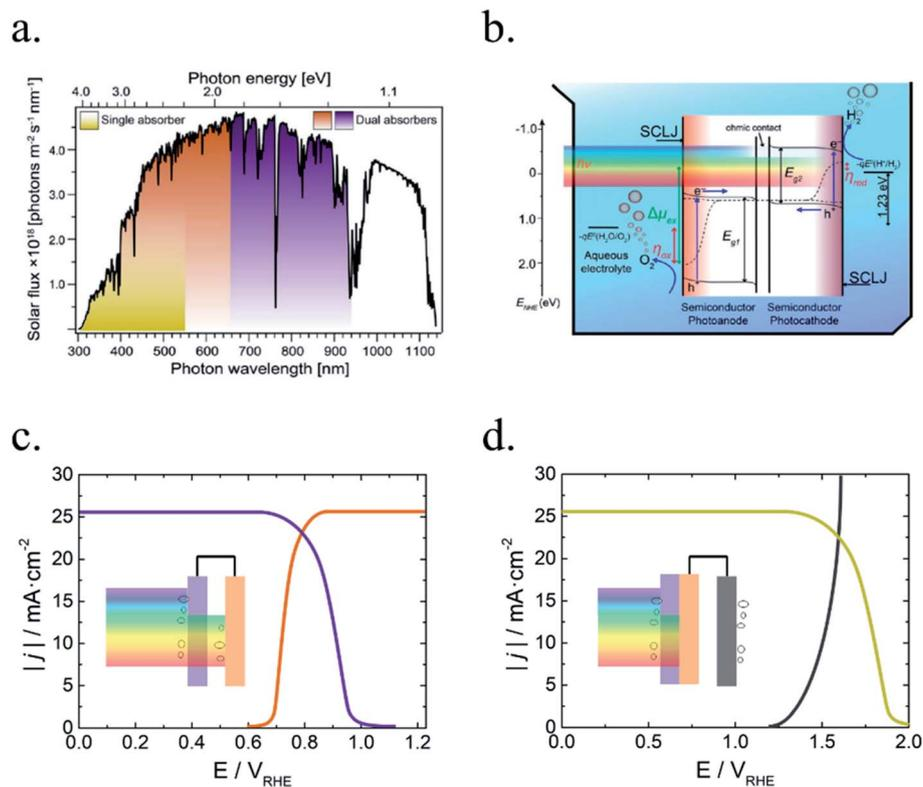 a.
Photon energy [eV]
4.0 3.0 2.0 1.1
Solar flux ×10¹⁸ [photons m⁻² s⁻¹ nm⁻¹]
4.0
3.0
2.0
1.0
Single absorber
Dual absorbers
300 400 500 600 700 800 900 1000 1100
Photon wavelength [nm]
b.
H₂
-1.0
0
1.0
2.0
E_NHE (eV)
SCLJ
ohmic contact
e⁻
-qE⁰(H⁺/H₂)
hν
E_g2
η_red
1.23 eV
e⁻
h⁺
Δμ_ex
-qE⁰(H₂O/O₂)
Aqueous
electrolyte
η_ox
E_g1
O₂
h⁺
SCLJ
Semiconductor
Photoanode
Semiconductor
Photocathode
c.
30
25
20
15
10
5
0
|j| / mA·cm⁻²
0.0 0.2 0.4 0.6 0.8 1.0 1.2
E / V_RHE
d.
30
25
20
15
10
5
0
|j| / mA·cm⁻²
0.0 0.5 1.0 1.5 2.0
E / V_RHE